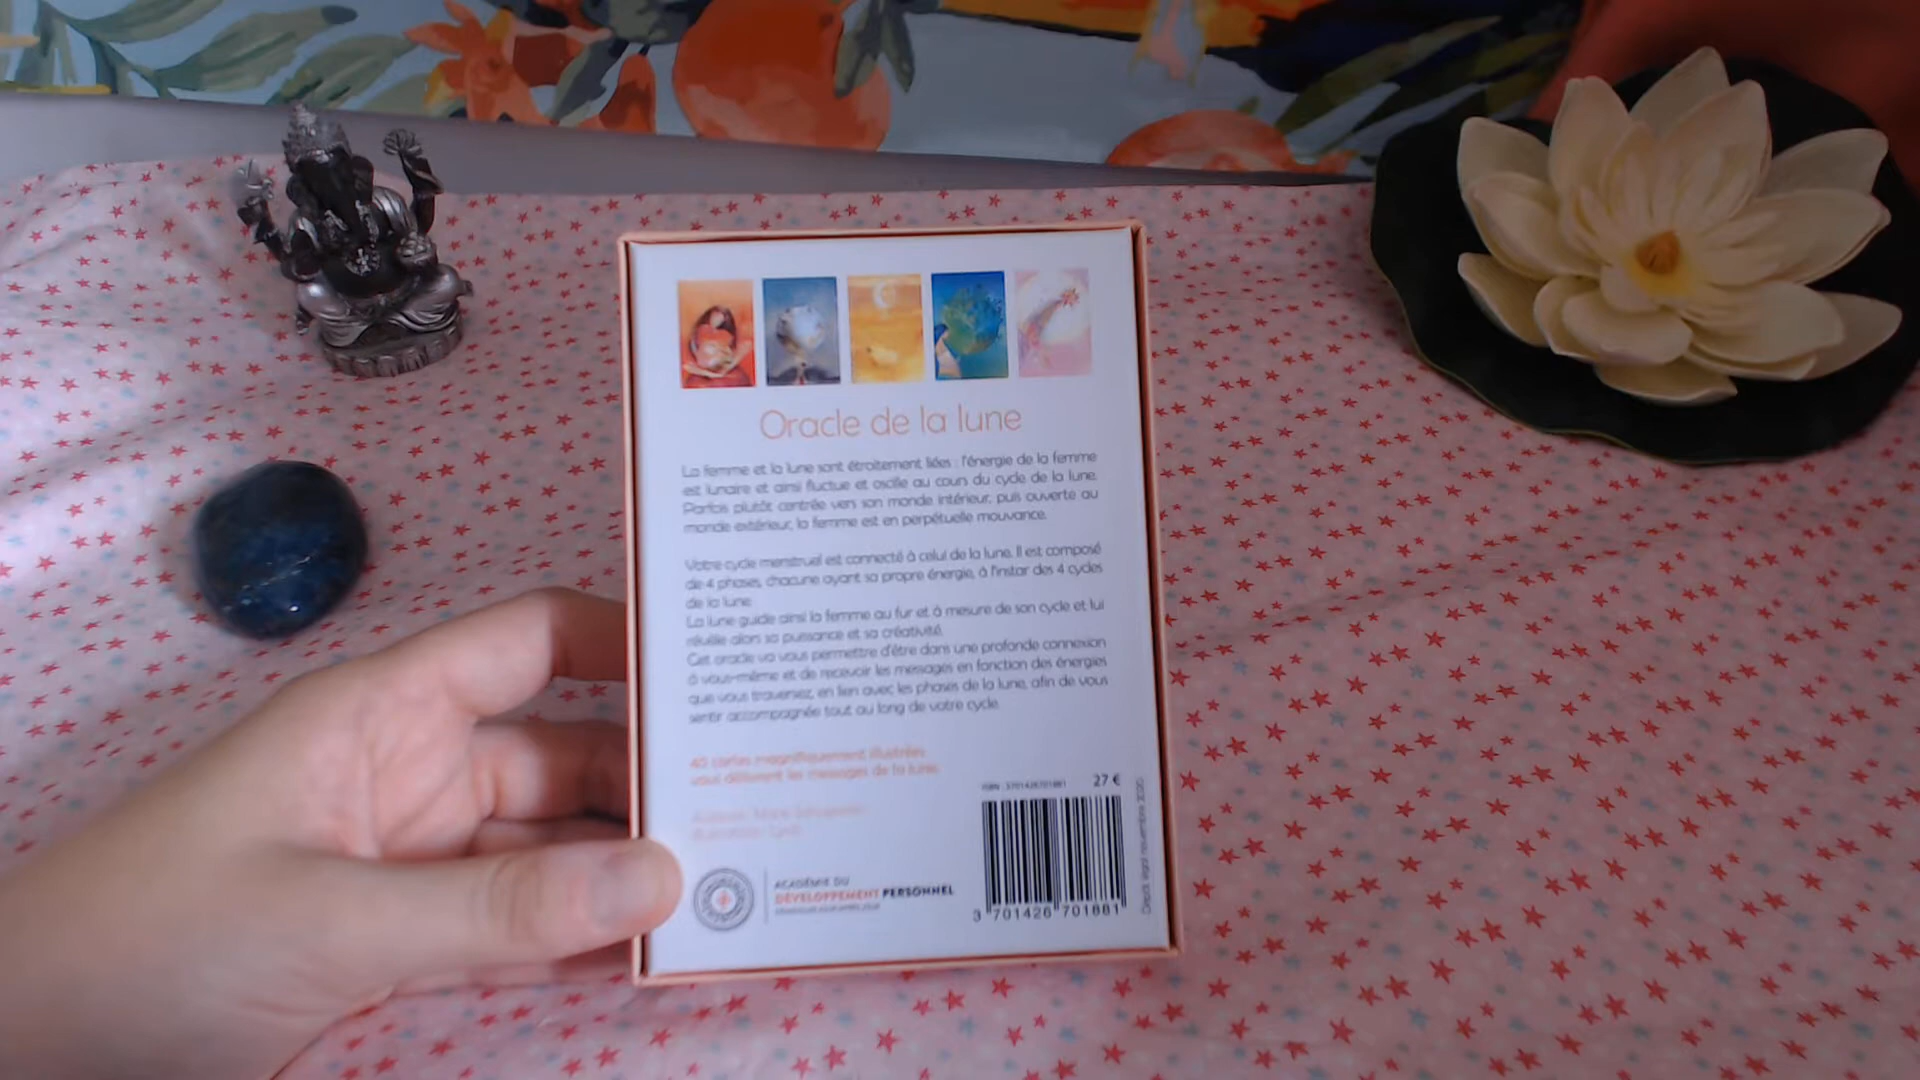 Oracle de la lune
La femme et la lune sont étroitement liées : l'énergie de la femme
est lunaire et ainsi fluctue et oscille au cours du cycle de la lune.
Parfois plutôt centrée vers son monde intérieur, puis ouverte au
monde extérieur, la femme est en perpétuelle mouvance.
Votre cycle menstruel est connecté à celui de la lune. Il est composé
de 4 phases, chacune ayant sa propre énergie, à l'instar des 4 cycles
de la lune.
La lune guide ainsi la femme au fur et à mesure de son cycle et lui
révèle alors sa puissance et sa créativité.
Cet oracle va vous permettre d'être dans une profonde connexion
à vous-même et de recevoir les messages en fonction des énergies
que vous traversez, en lien avec les phases de la lune, afin de vous
sentir accompagnée tout au long de votre cycle.
cartes magnifiquement illustrées
vous délivrent les messages de la lune.
ISBN : 3701426701881 27 €
ACADÉMIE DU
DÉVELOPPEMENT PERSONNEL
3 701426 701881
Dépôt légal novembre 2020